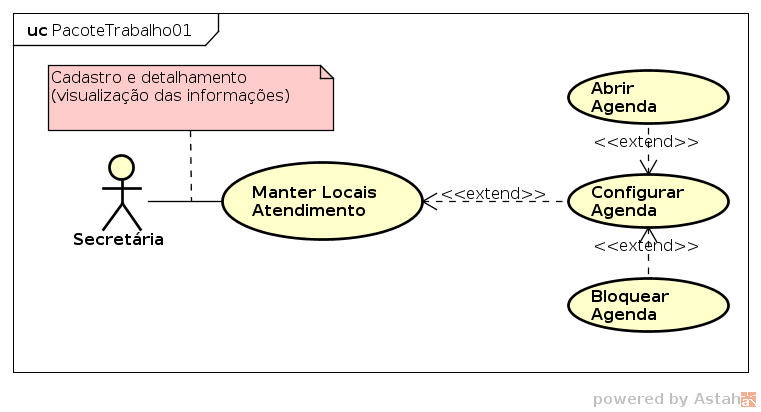 uc PacoteTrabalho01
Cadastro e detalhamento
(visualização das informações)
Abrir
Agenda
<<extend>>
Manter Locais
Atendimento
<<extend>>
Configurar
Agenda
Secretária
<<extend>>
Bloquear
Agenda
powered by Astah